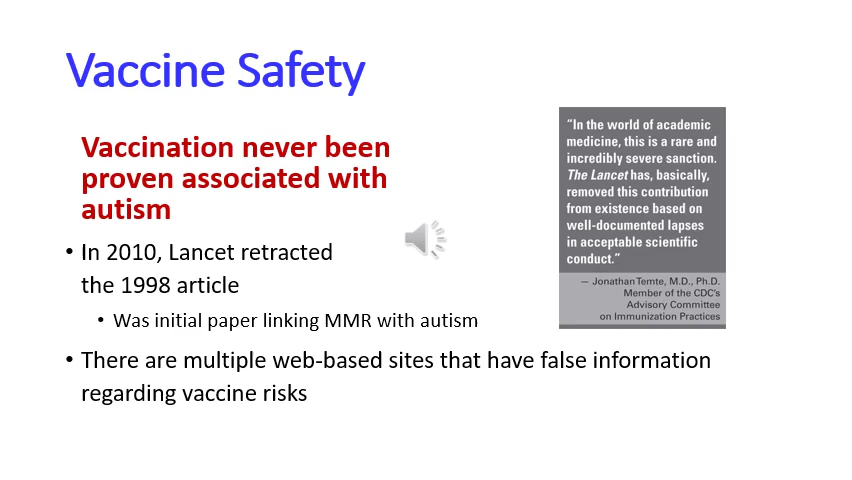 Vaccine Safety
Vaccination never been
proven associated with
autism
• In 2010, Lancet retracted
the 1998 article
• Was initial paper linking MMR with autism
• There are multiple web-based sites that have false information
regarding vaccine risks
“In the world of academic
medicine, this is a rare and
incredibly severe sanction.
The Lancet has, basically,
removed this contribution
from existence based on
well-documented lapses
in acceptable scientific
conduct.”
— Jonathan Temte, M.D., Ph.D.
Member of the CDC’s
Advisory Committee
on Immunization Practices